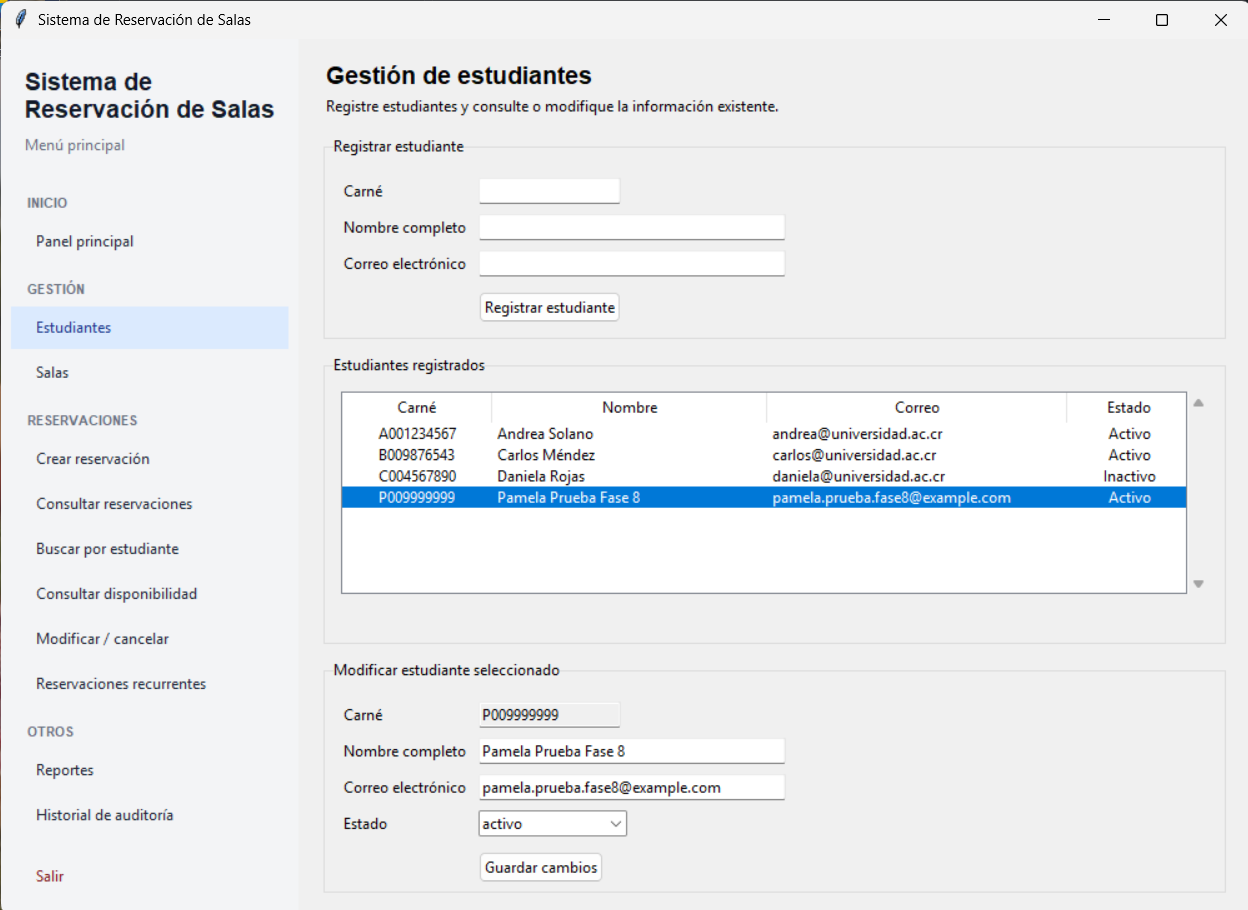 Sistema de Reservación de Salas
Sistema de
Reservación de Salas
Menú principal
INICIO
Panel principal
GESTIÓN
Estudiantes
Salas
RESERVACIONES
Crear reservación
Consultar reservaciones
Buscar por estudiante
Consultar disponibilidad
Modificar / cancelar
Reservaciones recurrentes
OTROS
Reportes
Historial de auditoría
Salir
Gestión de estudiantes
Registre estudiantes y consulte o modifique la información existente.
Registrar estudiante
Carné
Nombre completo
Correo electrónico
Registrar estudiante
Estudiantes registrados
Carné Nombre Correo Estado
A001234567 Andrea Solano andrea@universidad.ac.cr Activo
B009876543 Carlos Méndez carlos@universidad.ac.cr Activo
C004567890 Daniela Rojas daniela@universidad.ac.cr Inactivo
P009999999 Pamela Prueba Fase 8 pamela.prueba.fase8@example.com Activo
Modificar estudiante seleccionado
Carné P009999999
Nombre completo Pamela Prueba Fase 8
Correo electrónico pamela.prueba.fase8@example.com
Estado activo
Guardar cambios